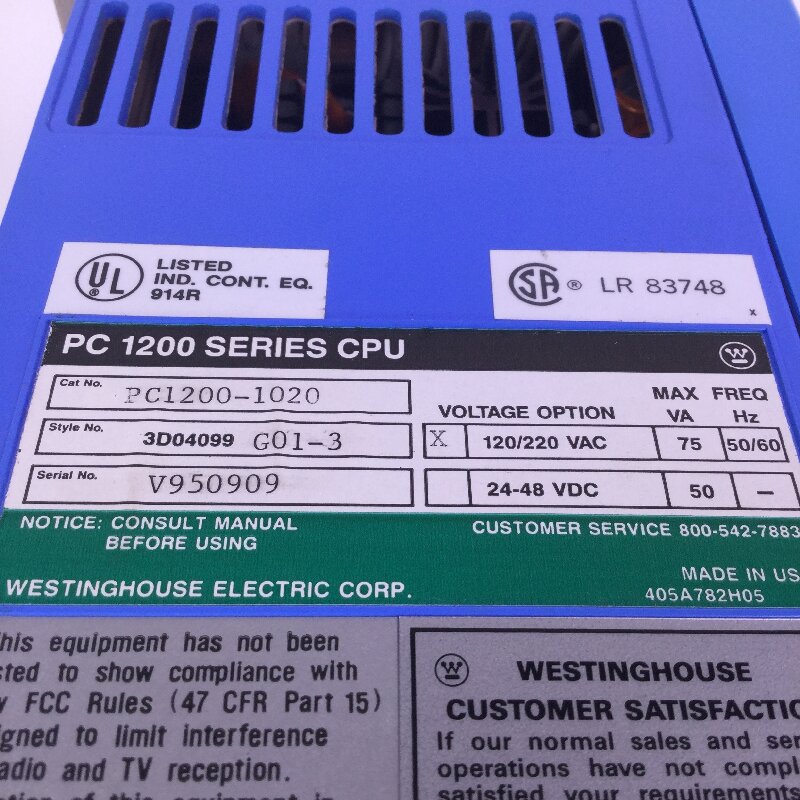 UL
LISTED
IND. CONT. EQ.
914R
SA ® LR 83748
x
PC 1200 SERIES CPU
W
Cat No. PC1200-1020
Style No. 3D04099 G01-3
Serial No. V950909
VOLTAGE OPTION MAX VA FREQ Hz
X 120/220 VAC 75 50/60
24-48 VDC 50 –
NOTICE: CONSULT MANUAL
BEFORE USING
CUSTOMER SERVICE 800-542-7883
WESTINGHOUSE ELECTRIC CORP.
MADE IN US
405A782H05
his equipment has not been
sted to show compliance with
FCC Rules (47 CFR Part 15)
gned to limit interference
adio and TV reception.
of this equipment in
W WESTINGHOUSE
CUSTOMER SATISFACTIO
If our normal sales and ser
operations have not compl
satisfied your requirements